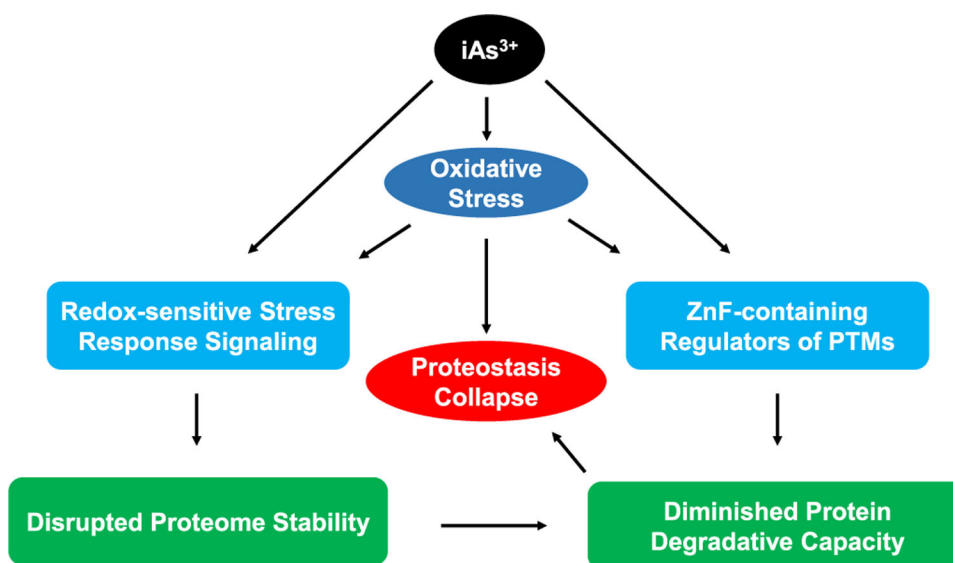 iAs³⁺
Oxidative
Stress
Redox-sensitive Stress
Response Signaling
ZnF-containing
Regulators of PTMs
Proteostasis
Collapse
Disrupted Proteome Stability
Diminished Protein
Degradative Capacity